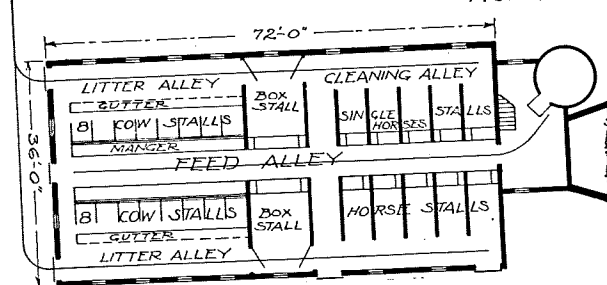 72'-0"
LITTER ALLEY
CLEANING ALLEY
GUTTER
BOX
STALL
8 COW STALLS
SINGLE STALLS
HORSES
MANGER
FEED ALLEY
36'-0"
8 COW STALLS
BOX
STALL
HORSE STALLS
GUTTER
LITTER ALLEY